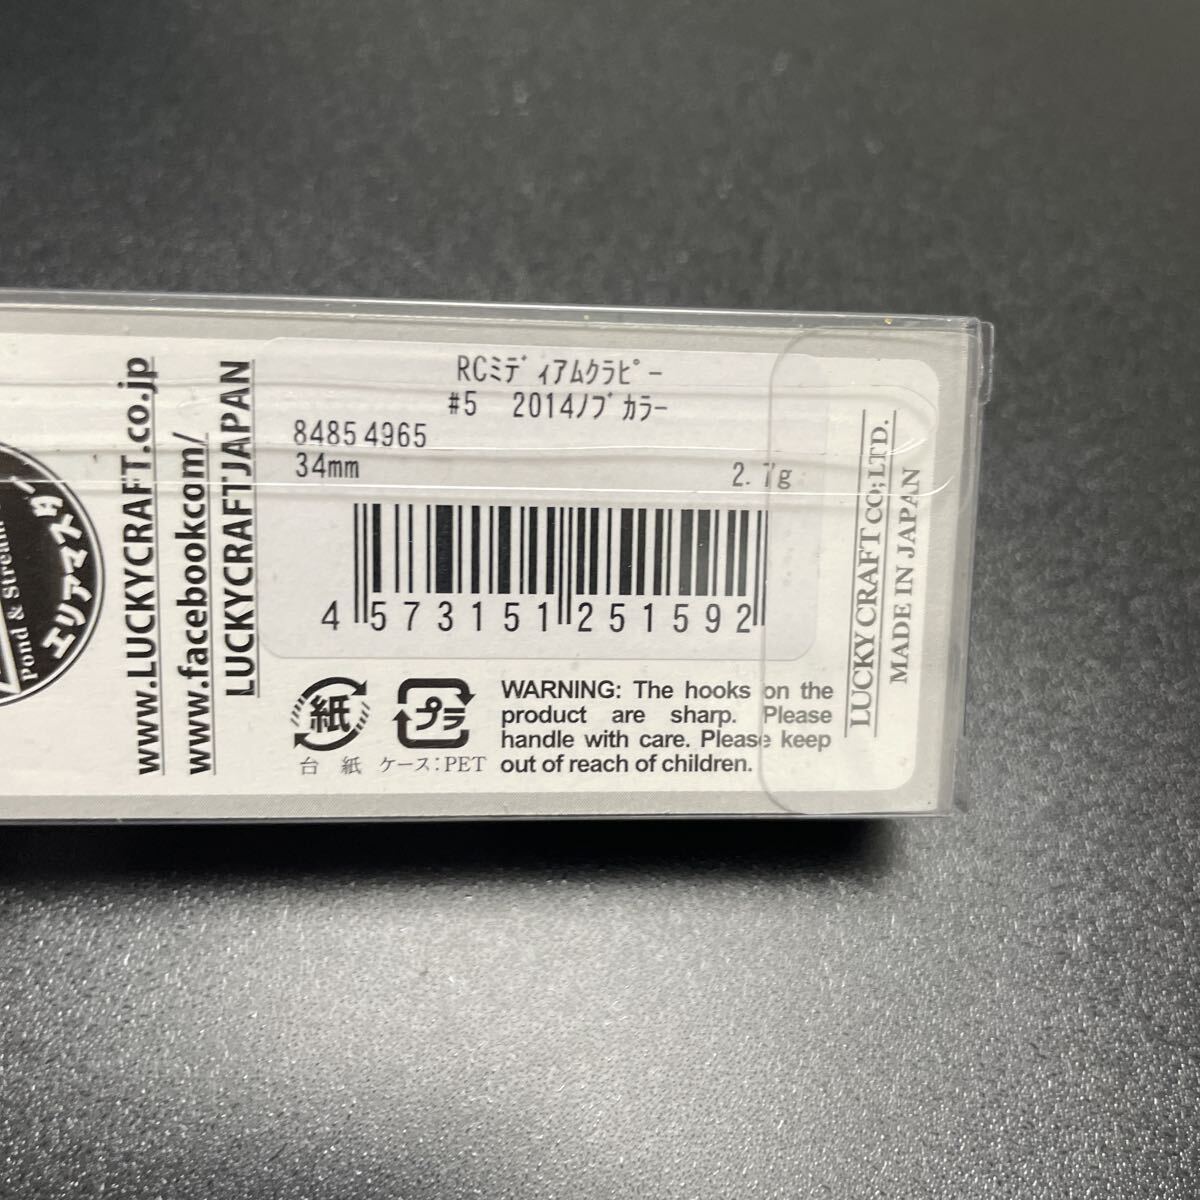 RCﾐﾃﾞｨｱﾑｸﾗﾋﾟｰ
#5 2014ﾉﾌﾞｶﾗｰ
84854965
34mm 2.7g
4 573151 251592
紙
台 紙
プラ
ケース:PET
WARNING: The hooks on the
product are sharp. Please
handle with care. Please keep
out of reach of children.
LUCKY CRAFT CO;LTD.
MADE IN JAPAN
www.LUCKYCRAFT.co.jp
www.facebookcom/
LUCKYCRAFTJAPAN
Pond & Stream
エリアマスター